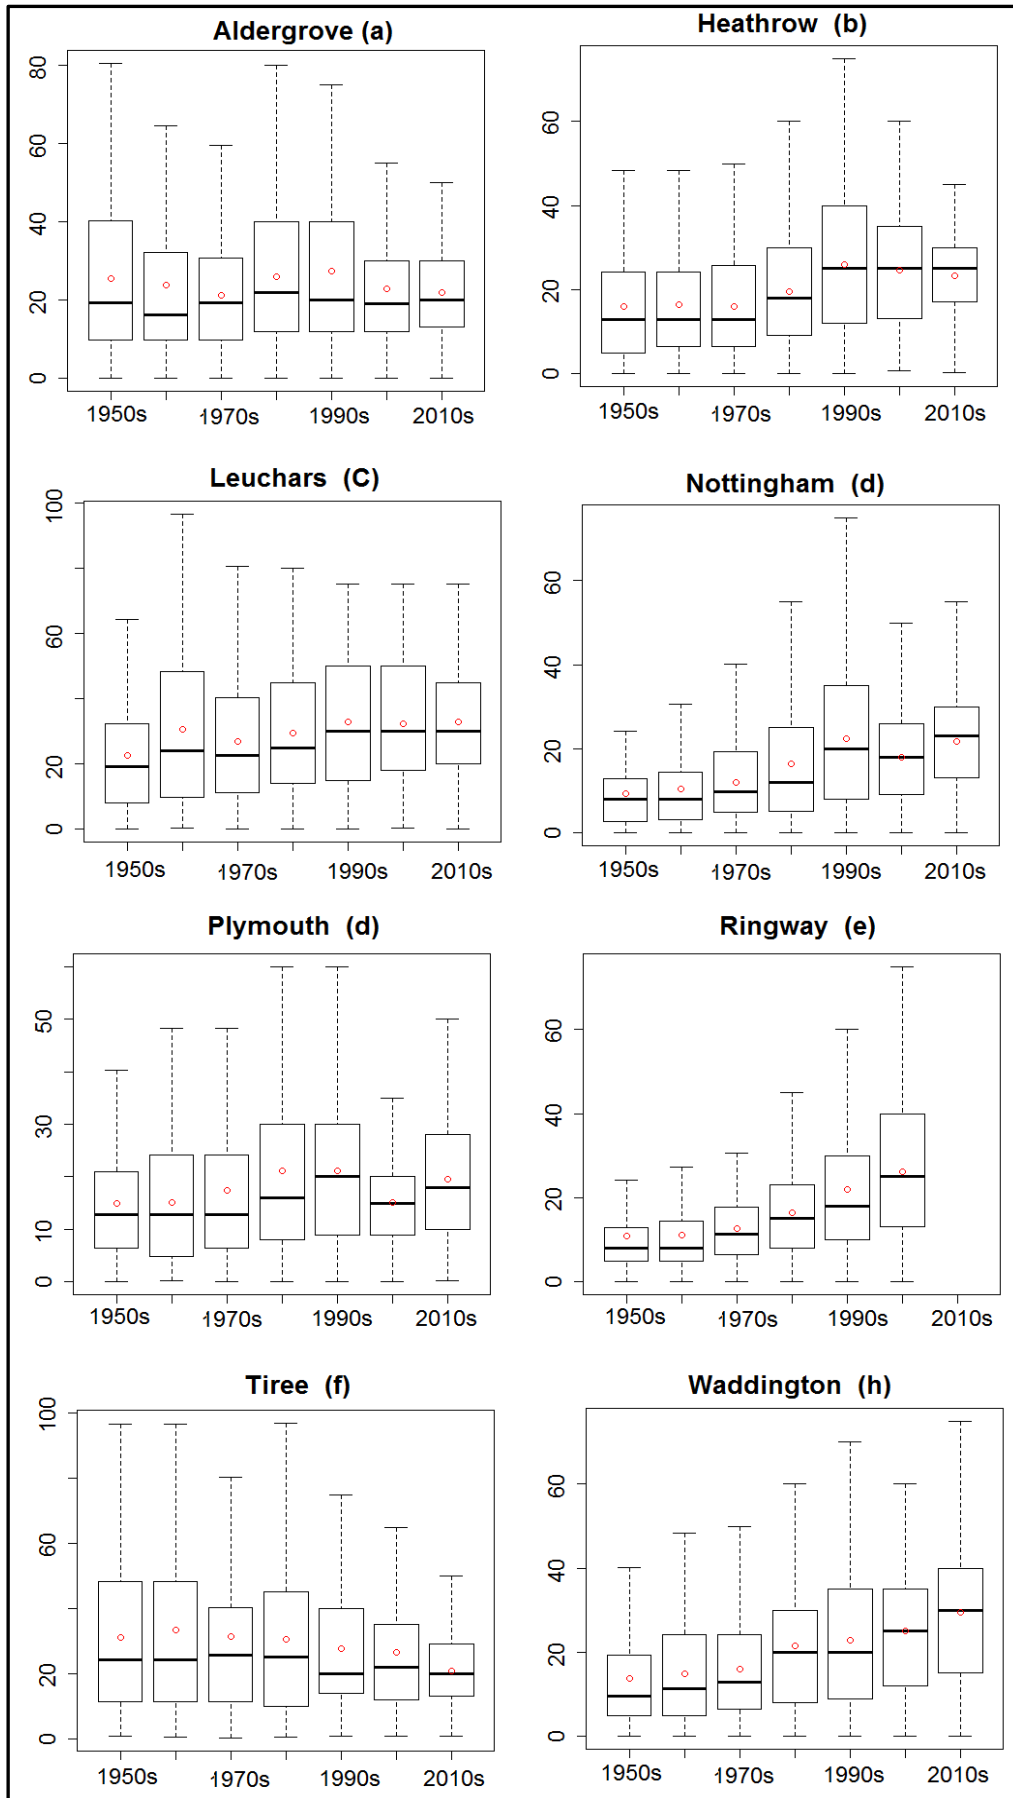 Aldergrove (a)
80
60
40
20
0
1950s 1970s 1990s 2010s
Heathrow (b)
60
40
20
0
1950s 1970s 1990s 2010s
Leuchars (C)
100
60
20
0
1950s 1970s 1990s 2010s
Nottingham (d)
60
40
20
0
1950s 1970s 1990s 2010s
Plymouth (d)
50
30
10
0
1950s 1970s 1990s 2010s
Ringway (e)
60
40
20
0
1950s 1970s 1990s 2010s
Tiree (f)
100
60
20
0
1950s 1970s 1990s 2010s
Waddington (h)
60
40
20
0
1950s 1970s 1990s 2010s